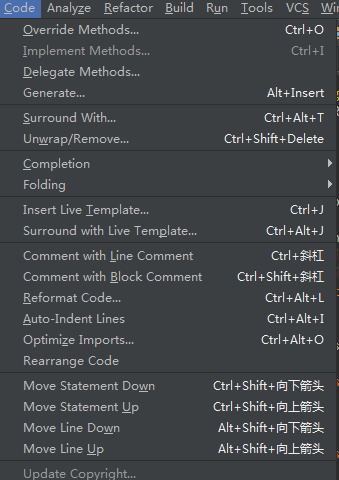 Code Analyze Refactor Build Run Tools VCS
Override Methods... Ctrl+O
Implement Methods... Ctrl+I
Delegate Methods...
Generate... Alt+Insert
Surround With... Ctrl+Alt+T
Unwrap/Remove... Ctrl+Shift+Delete
Completion
Folding
Insert Live Template... Ctrl+J
Surround with Live Template... Ctrl+Alt+J
Comment with Line Comment Ctrl+斜杠
Comment with Block Comment Ctrl+Shift+斜杠
Reformat Code... Ctrl+Alt+L
Auto-Indent Lines Ctrl+Alt+I
Optimize Imports... Ctrl+Alt+O
Rearrange Code
Move Statement Down Ctrl+Shift+向下箭头
Move Statement Up Ctrl+Shift+向上箭头
Move Line Down Alt+Shift+向下箭头
Move Line Up Alt+Shift+向上箭头
Update Copyright...